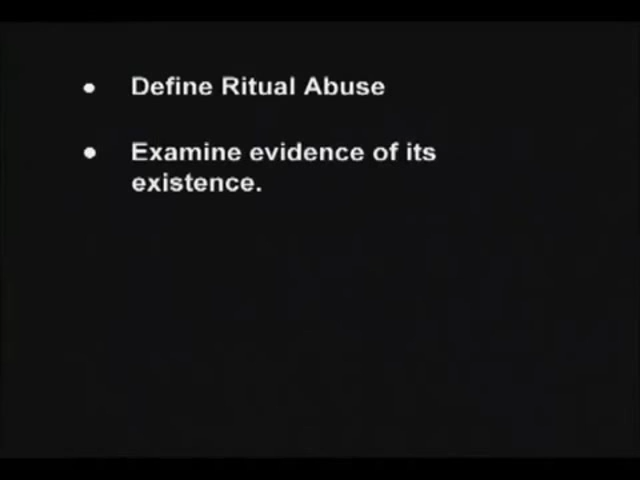 • Define Ritual Abuse
• Examine evidence of its
existence.